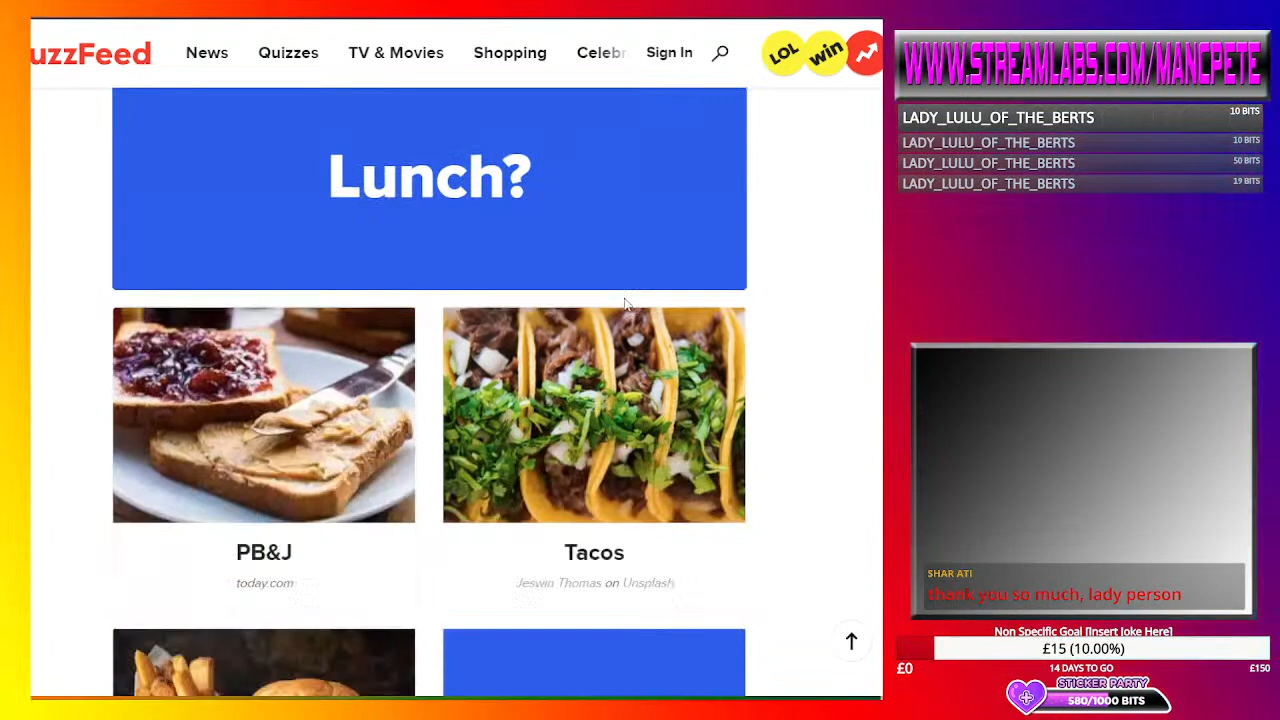 uzzFeed
News
Quizzes
TV & Movies
Shopping
Celebr
Sign In
LOL
win
Lunch?
PB&J
today.com
Tacos
Jeswin Thomas on Unsplash
WWW.STREAMLABS.COM/MANCPETE
LADY_LULU_OF_THE_BERTS 10 BITS
LADY_LULU_OF_THE_BERTS 10 BITS
LADY_LULU_OF_THE_BERTS 50 BITS
LADY_LULU_OF_THE_BERTS 19 BITS
SHAR ATI
thank you so much, lady person
Non Specific Goal [Insert Joke Here]
£15 (10.00%)
£0
14 DAYS TO GO
£150
STICKER PARTY
580/1000 BITS